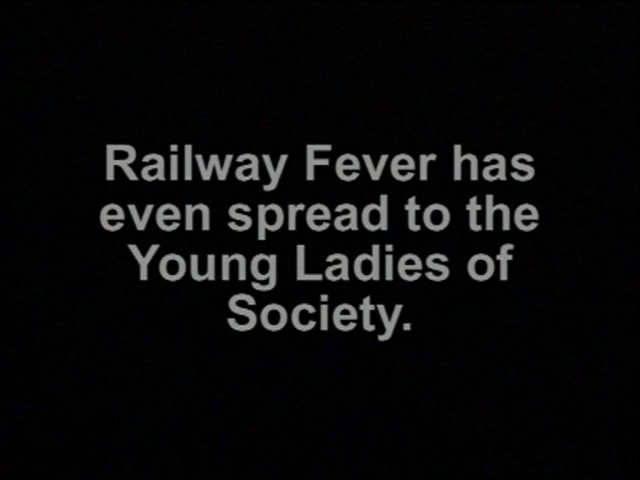 Railway Fever has
even spread to the
Young Ladies of
Society.